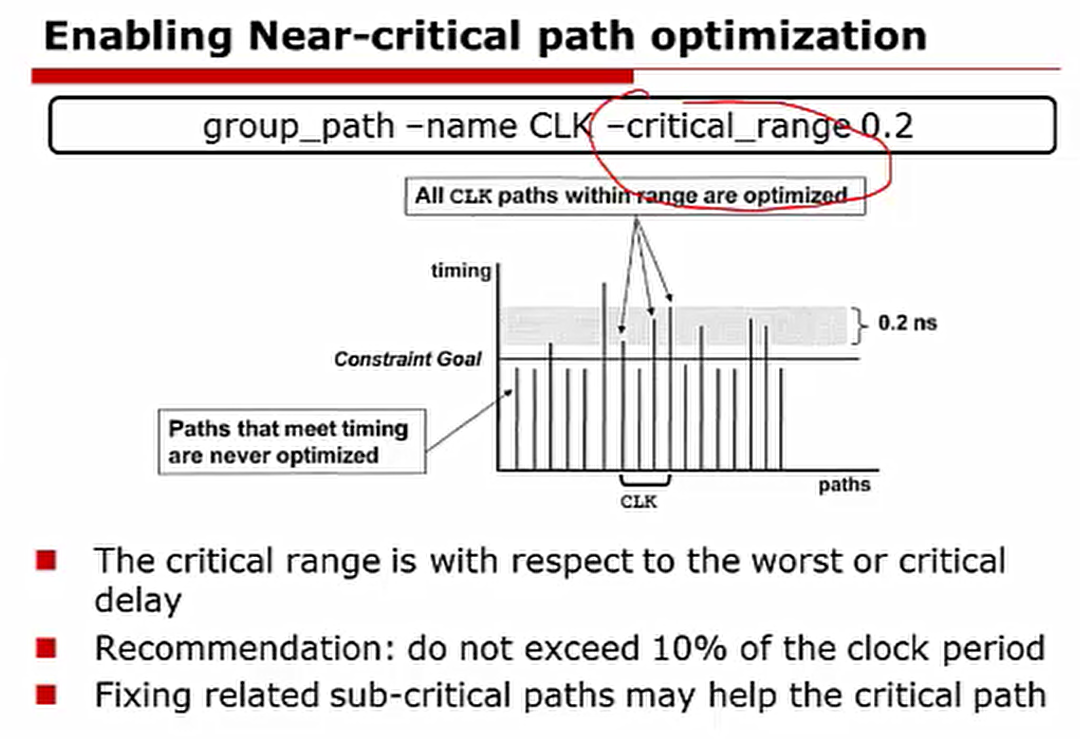 Enabling Near-critical path optimization
group_path –name CLK –critical_range 0.2
All CLK paths within range are optimized
timing
0.2 ns
Constraint Goal
Paths that meet timing
are never optimized
paths
CLK
The critical range is with respect to the worst or critical
delay
Recommendation: do not exceed 10% of the clock period
Fixing related sub-critical paths may help the critical path